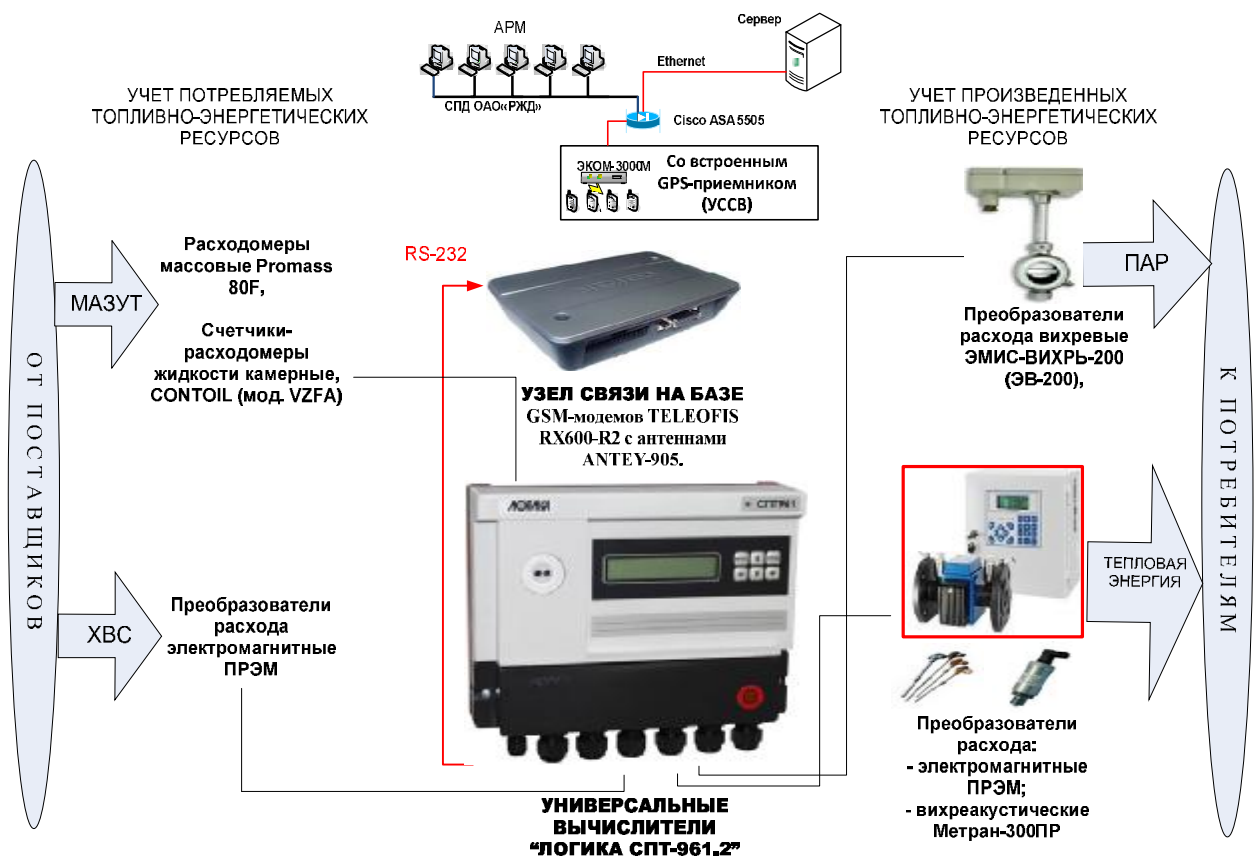 АРМ
Сервер
Ethernet
СПД ОАО«РЖД»
Cisco ASA 5505
ЭКОМ-3000М
Со встроенным
GPS-приемником
(УССВ)
УЧЕТ ПОТРЕБЛЯЕМЫХ
ТОПЛИВНО-ЭНЕРГЕТИЧЕСКИХ
РЕСУРСОВ
УЧЕТ ПРОИЗВЕДЕННЫХ
ТОПЛИВНО-ЭНЕРГЕТИЧЕСКИХ
РЕСУРСОВ
ОТ ПОСТАВЩИКОВ
МАЗУТ
Расходомеры
массовые Promass
80F,
Счетчики-
расходомеры
жидкости камерные,
CONTOIL (мод. VZFA)
ХВС
Преобразователи
расхода
электромагнитные
ПРЭМ
RS-232
УЗЕЛ СВЯЗИ НА БАЗЕ
GSM-модемов TELEOFIS
RX600-R2 с антеннами
ANTEY-905.
ЛОГИКА
УНИВЕРСАЛЬНЫЕ
ВЫЧИСЛИТЕЛИ
“ЛОГИКА СПТ-961.2”
ПАР
Преобразователи
расхода вихревые
ЭМИС-ВИХРЬ-200
(ЭВ-200),
ТЕПЛОВАЯ
ЭНЕРГИЯ
Преобразователи
расхода:
- электромагнитные
ПРЭМ;
- вихреакустические
Метран-300ПР
К ПОТРЕБИТЕЛЯМ